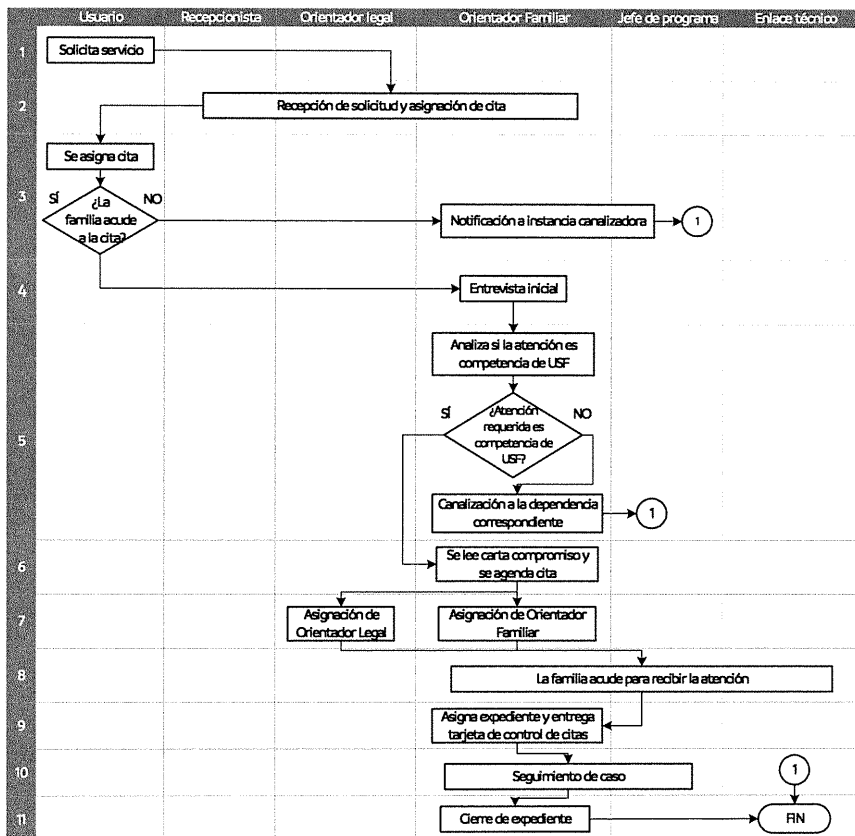 Usuario
Recepcionista
Orientador legal
Orientador Familiar
Jefe de programa
Enlace técnico
1
Solicita servicio
2
Recepción de solicitud y asignación de cita
Se asigna cita
3
SÍ
NO
¿La
familia acude
a la cita?
Notificación a instancia canalizadora
1
4
Entrevista inicial
Analiza si la atención es
competencia de USF
5
SÍ
NO
¿Atención
requerida es
competencia de
USF?
Canalización a la dependencia
correspondiente
1
6
Se lee carta compromiso y
se agenda cita
7
Asignación de
Orientador Legal
Asignación de Orientador
Familiar
8
La familia acude para recibir la atención
9
Asigna expediente y entrega
tarjeta de control de citas
10
Seguimiento de caso
1
11
Cierre de expediente
FIN